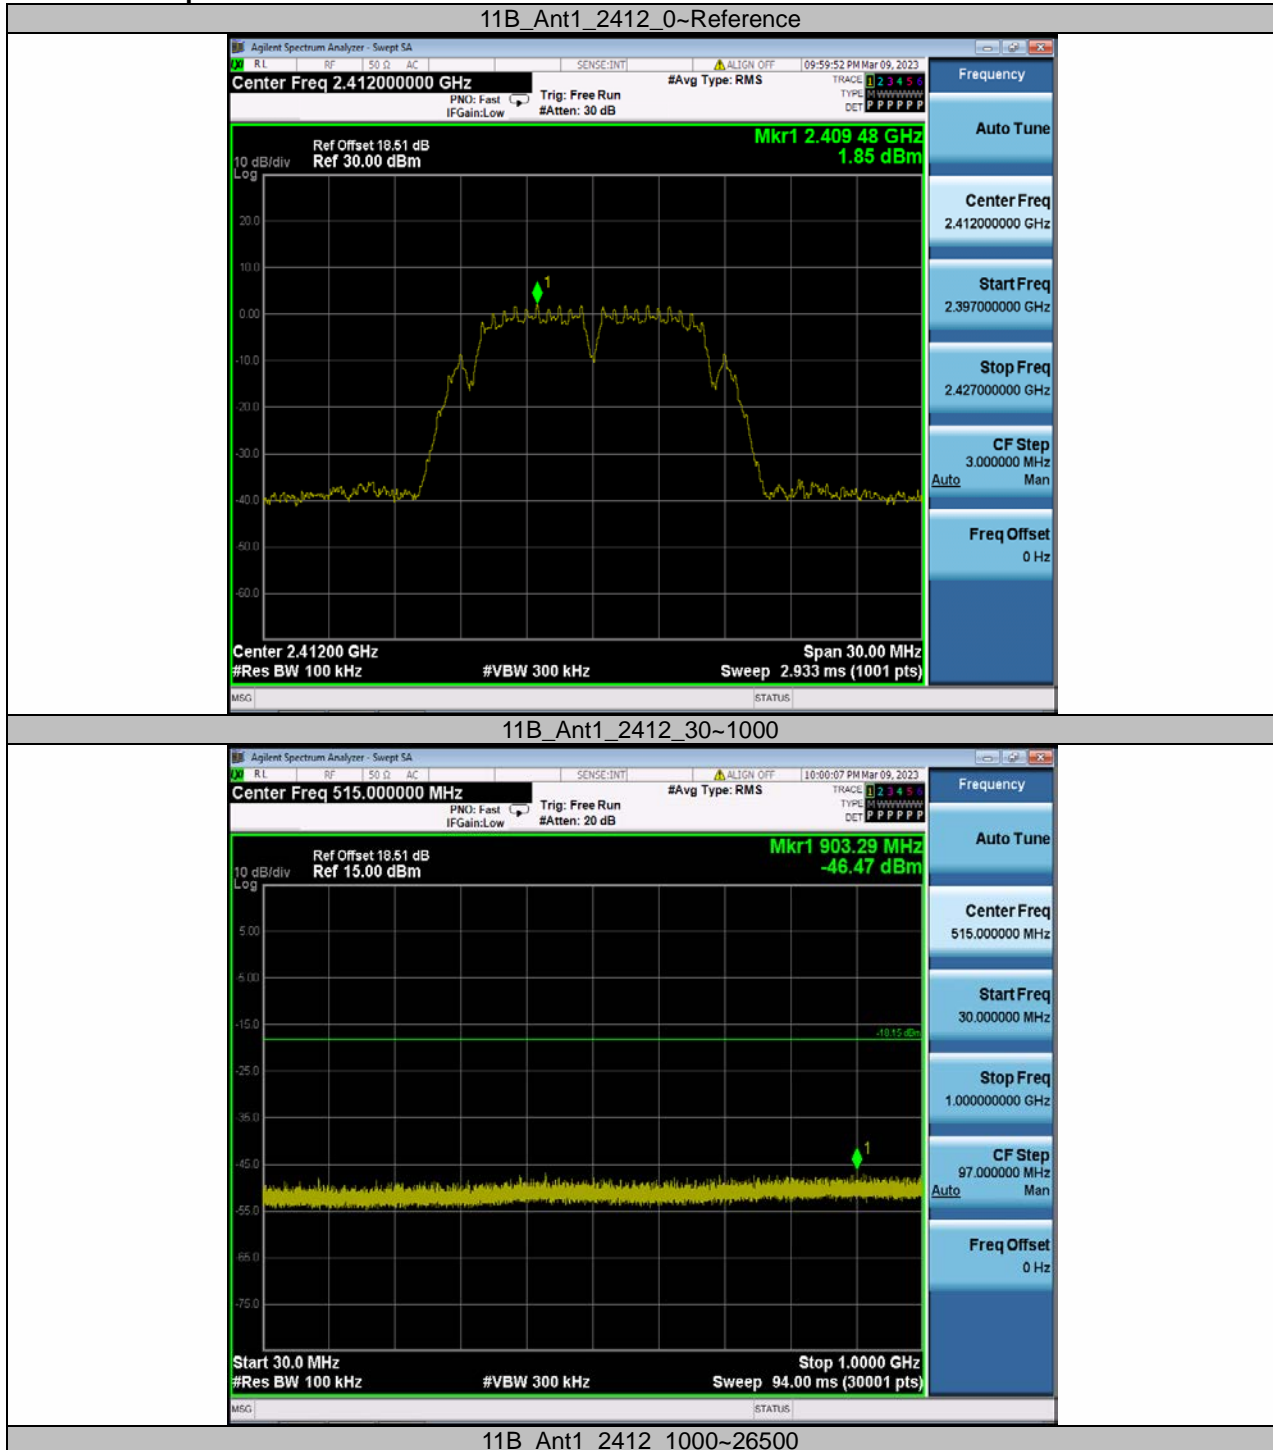 11B_Ant1_2412_0~Reference
Agilent Spectrum Analyzer - Swept SA
RL RF 50 Ω AC SENSE:INT ALIGN OFF 09:59:52 PM Mar 09, 2023
Center Freq 2.412000000 GHz
PNO: Fast
IFGain:Low
Trig: Free Run
#Atten: 30 dB
#Avg Type: RMS
TRACE 1 2 3 4 5 6
TYPE M WWWWW
DET P P P P P P
Frequency
Mkr1 2.409 48 GHz
1.85 dBm
Ref Offset 18.51 dB
10 dB/div Ref 30.00 dBm
Log
20.0
10.0
0.00
-10.0
-20.0
-30.0
-40.0
-50.0
-60.0
1
Center 2.41200 GHz Span 30.00 MHz
#Res BW 100 kHz #VBW 300 kHz Sweep 2.933 ms (1001 pts)
MSG STATUS
Auto Tune
Center Freq
2.412000000 GHz
Start Freq
2.397000000 GHz
Stop Freq
2.427000000 GHz
CF Step
3.000000 MHz
Auto Man
Freq Offset
0 Hz
11B_Ant1_2412_30~1000
Agilent Spectrum Analyzer - Swept SA
RL RF 50 Ω AC SENSE:INT ALIGN OFF 10:00:07 PM Mar 09, 2023
Center Freq 515.000000 MHz
PNO: Fast
IFGain:Low
Trig: Free Run
#Atten: 20 dB
#Avg Type: RMS
TRACE 1 2 3 4 5 6
TYPE M WWWWW
DET P P P P P P
Frequency
Mkr1 903.29 MHz
-46.47 dBm
Ref Offset 18.51 dB
10 dB/div Ref 15.00 dBm
Log
5.00
-5.00
-15.0
-18.15 dBm
-25.0
-35.0
-45.0
-55.0
-65.0
-75.0
1
Start 30.0 MHz Stop 1.0000 GHz
#Res BW 100 kHz #VBW 300 kHz Sweep 94.00 ms (30001 pts)
MSG STATUS
Auto Tune
Center Freq
515.000000 MHz
Start Freq
30.000000 MHz
Stop Freq
1.000000000 GHz
CF Step
97.000000 MHz
Auto Man
Freq Offset
0 Hz
11B_Ant1_2412_1000~26500